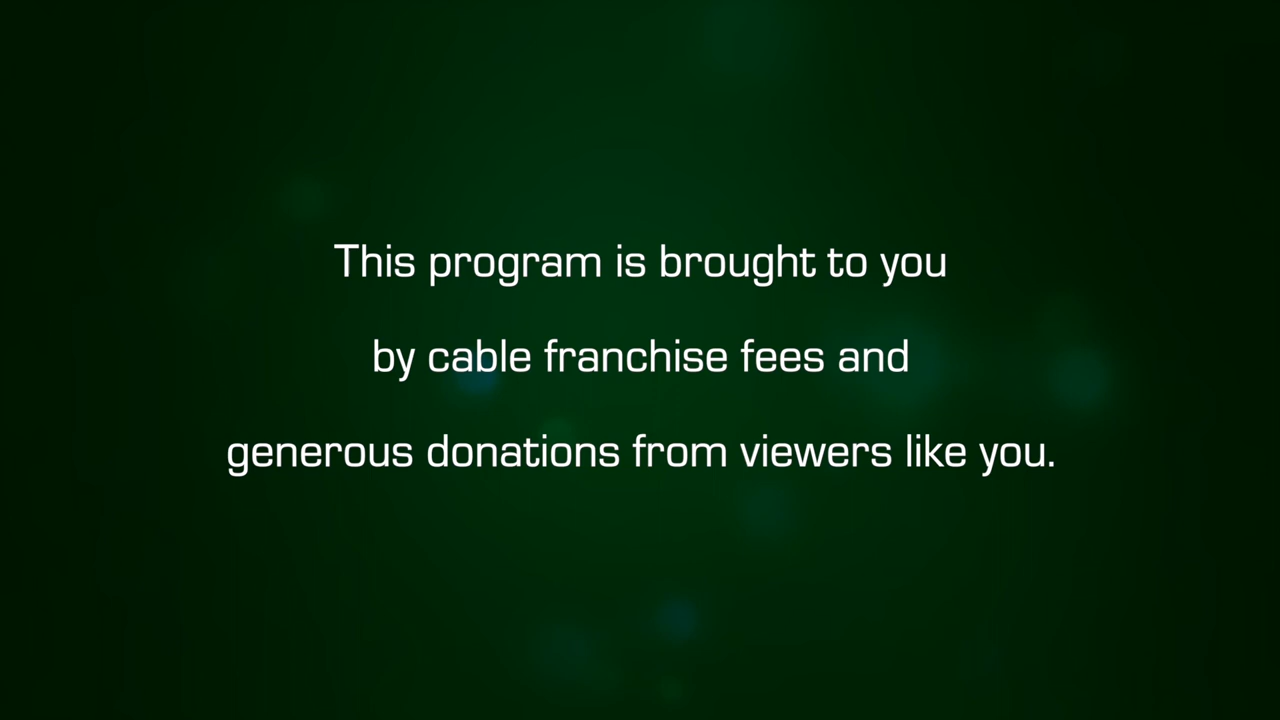 This program is brought to you
by cable franchise fees and
generous donations from viewers like you.